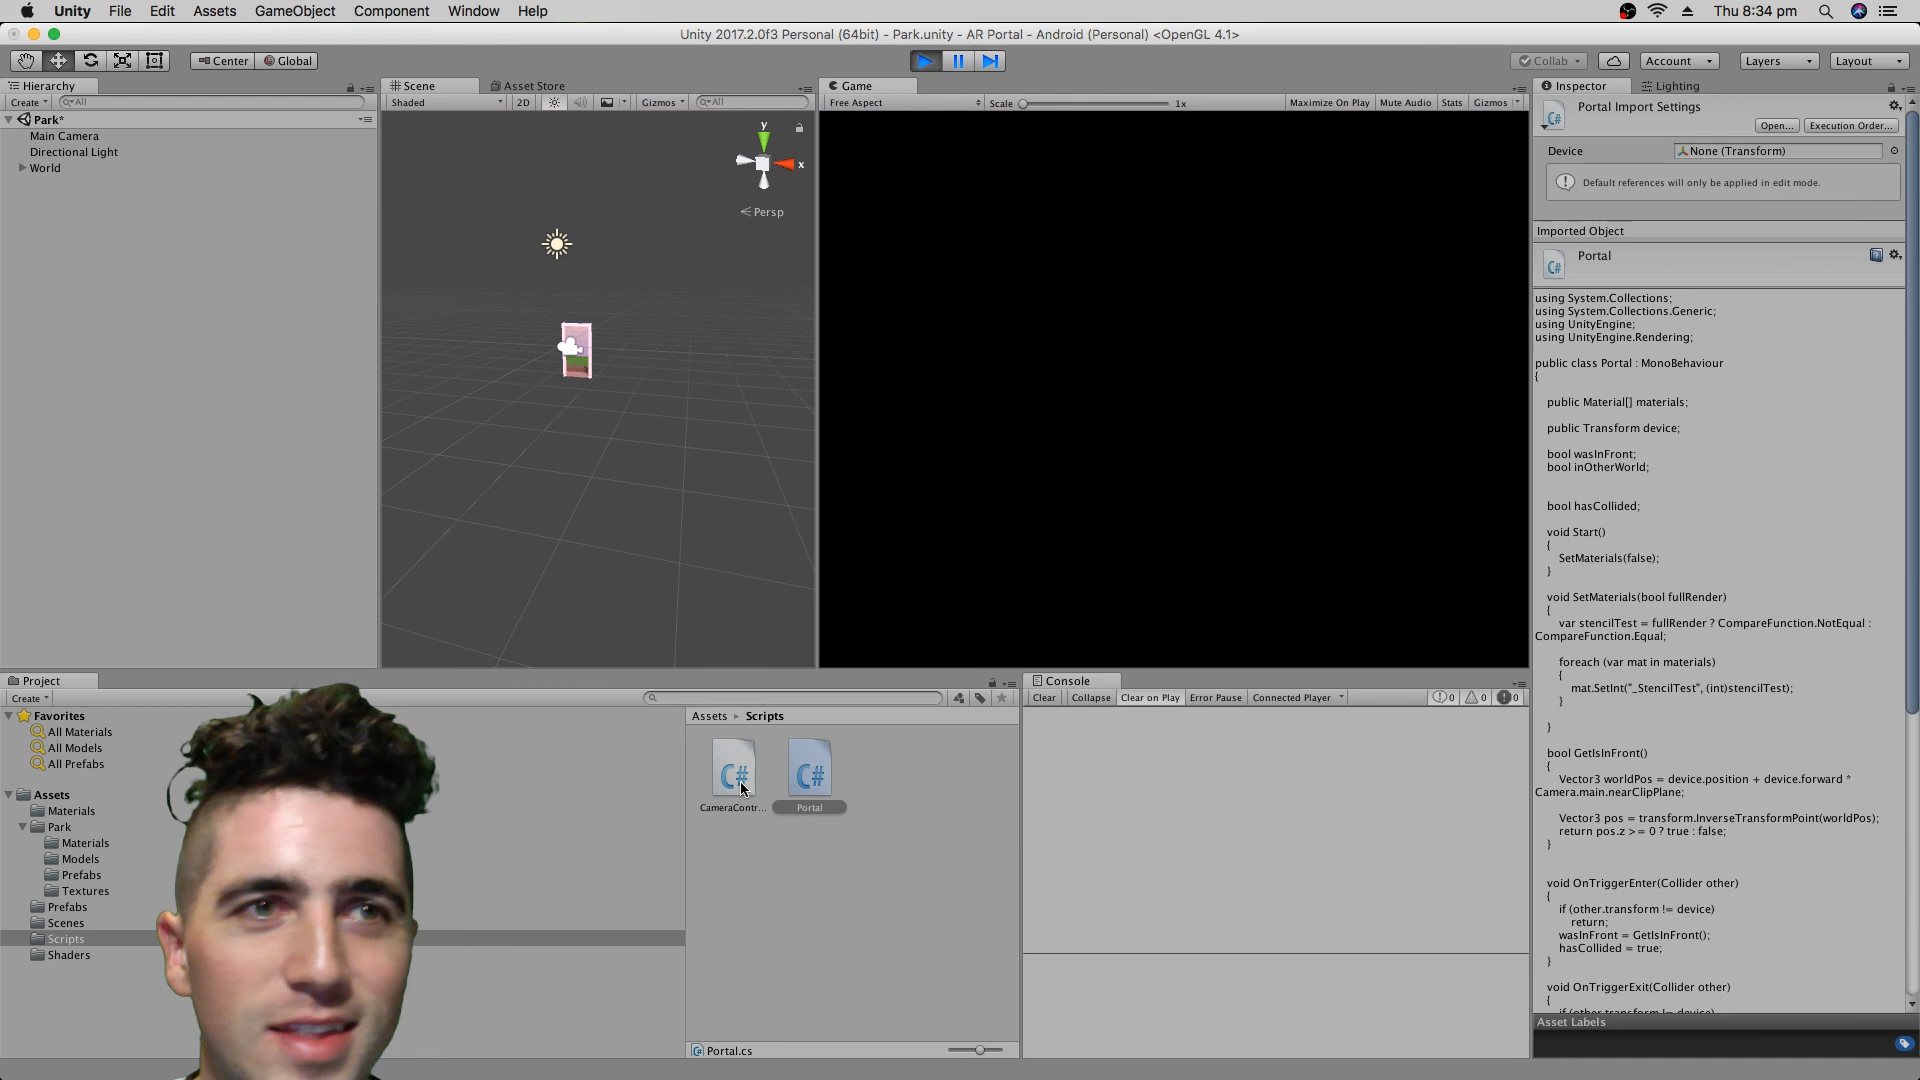 Unity File Edit Assets GameObject Component Window Help Thu 8:34 pm
Unity 2017.2.0f3 Personal (64bit) - Park.unity - AR Portal - Android (Personal) <OpenGL 4.1>
Center Global Collab Account Layers Layout
Hierarchy
Create All
Park*
Main Camera
Directional Light
World
Scene Asset Store
Shaded 2D Gizmos All
y
x
Persp
Game
Free Aspect Scale 1x Maximize On Play Mute Audio Stats Gizmos
Inspector Lighting
Portal Import Settings
Open... Execution Order...
Device None (Transform)
Default references will only be applied in edit mode.
Imported Object
C# Portal
using System.Collections;
using System.Collections.Generic;
using UnityEngine;
using UnityEngine.Rendering;
public class Portal : MonoBehaviour
{
public Material[] materials;
public Transform device;
bool wasInFront;
bool inOtherWorld;
bool hasCollided;
void Start()
{
SetMaterials(false);
}
void SetMaterials(bool fullRender)
{
var stencilTest = fullRender ? CompareFunction.NotEqual :
CompareFunction.Equal;
foreach (var mat in materials)
{
mat.SetInt("_StencilTest", (int)stencilTest);
}
}
bool GetIsInFront()
{
Vector3 worldPos = device.position + device.forward *
Camera.main.nearClipPlane;
Vector3 pos = transform.InverseTransformPoint(worldPos);
return pos.z >= 0 ? true : false;
}
void OnTriggerEnter(Collider other)
{
if (other.transform != device)
return;
wasInFront = GetIsInFront();
hasCollided = true;
}
void OnTriggerExit(Collider other)
{
if (other.transform != device)
Asset Labels
Project
Create
Favorites
All Materials
All Models
All Prefabs
Assets
Materials
Park
Materials
Models
Prefabs
Textures
Prefabs
Scenes
Scripts
Shaders
Assets Scripts
C# C#
CameraContr... Portal
Portal.cs
Console
Clear Collapse Clear on Play Error Pause Connected Player 0 0 0